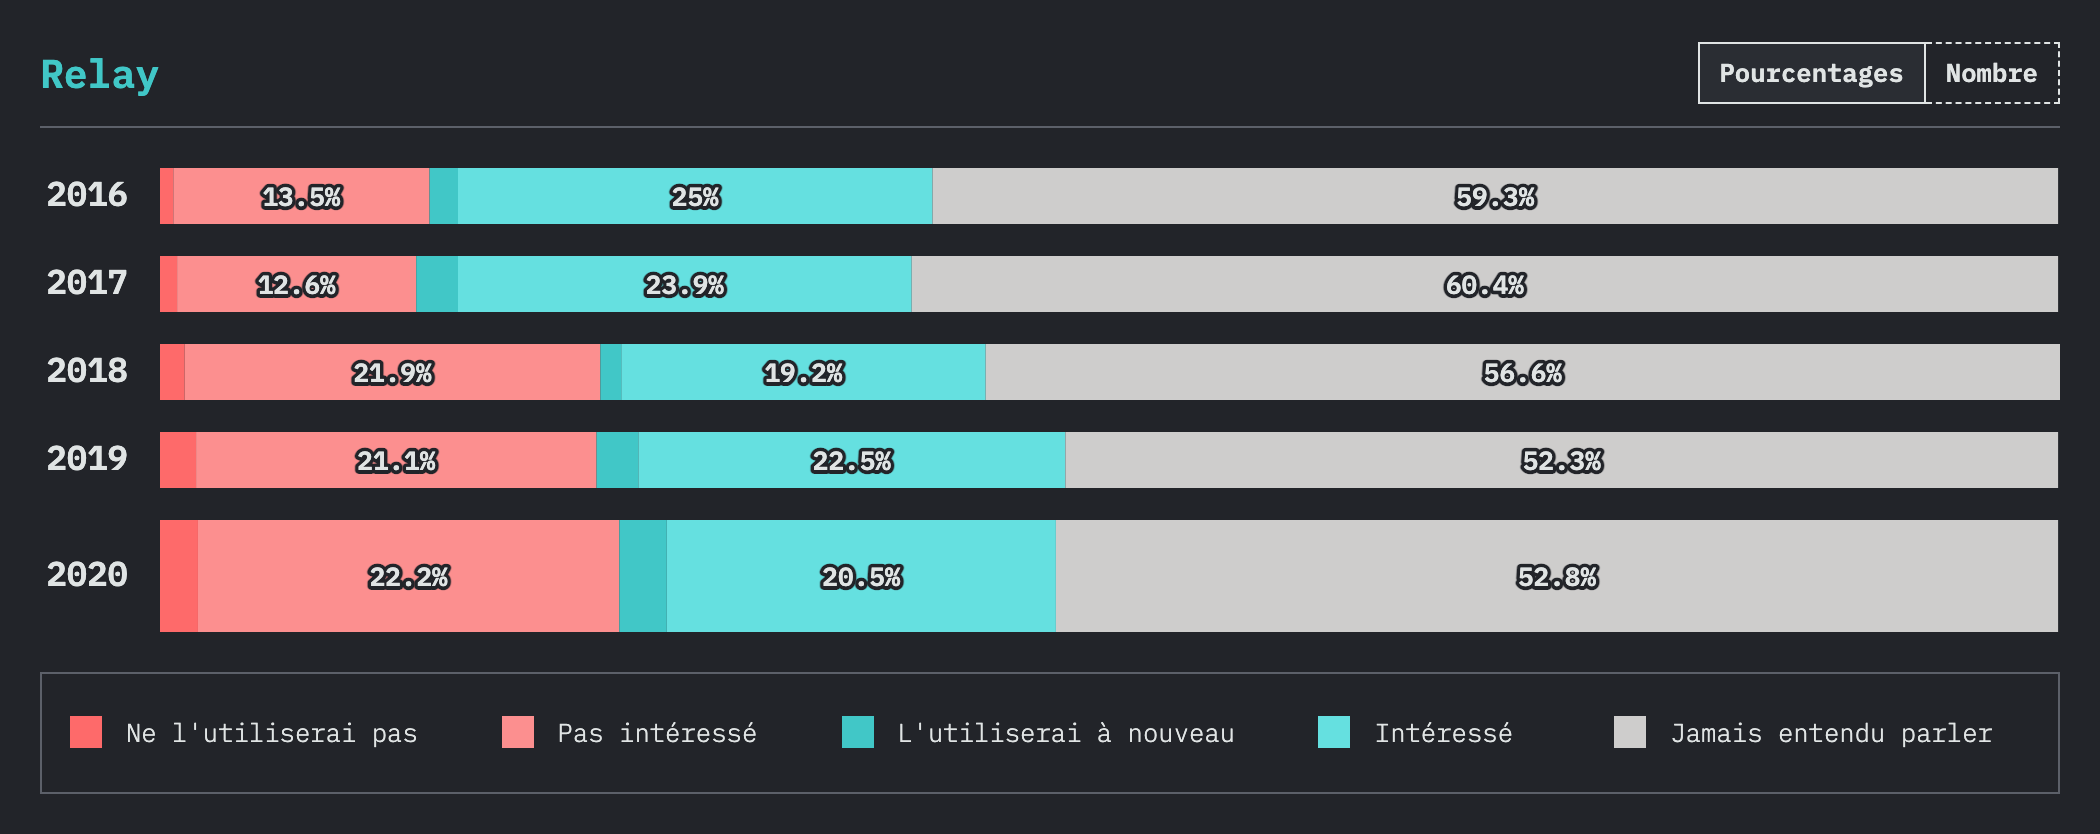 Relay
Pourcentages Nombre
2016 13.5% 25% 59.3%
2017 12.6% 23.9% 60.4%
2018 21.9% 19.2% 56.6%
2019 21.1% 22.5% 52.3%
2020 22.2% 20.5% 52.8%
Ne l'utiliserai pas Pas intéressé L'utiliserai à nouveau Intéressé Jamais entendu parler